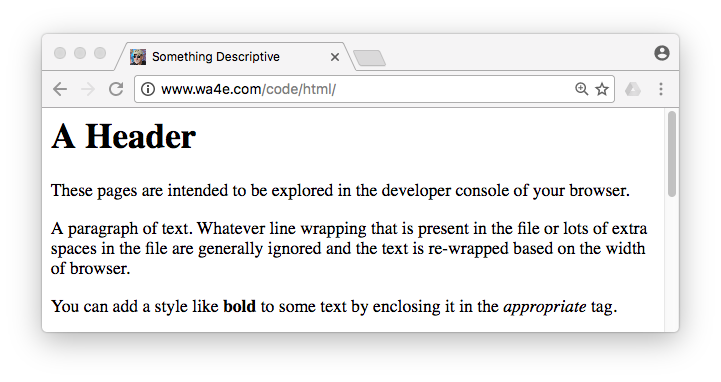 Something Descriptive
www.wa4e.com/code/html/
A Header
These pages are intended to be explored in the developer console of your browser.
A paragraph of text. Whatever line wrapping that is present in the file or lots of extra
spaces in the file are generally ignored and the text is re-wrapped based on the width
of browser.
You can add a style like bold to some text by enclosing it in the appropriate tag.